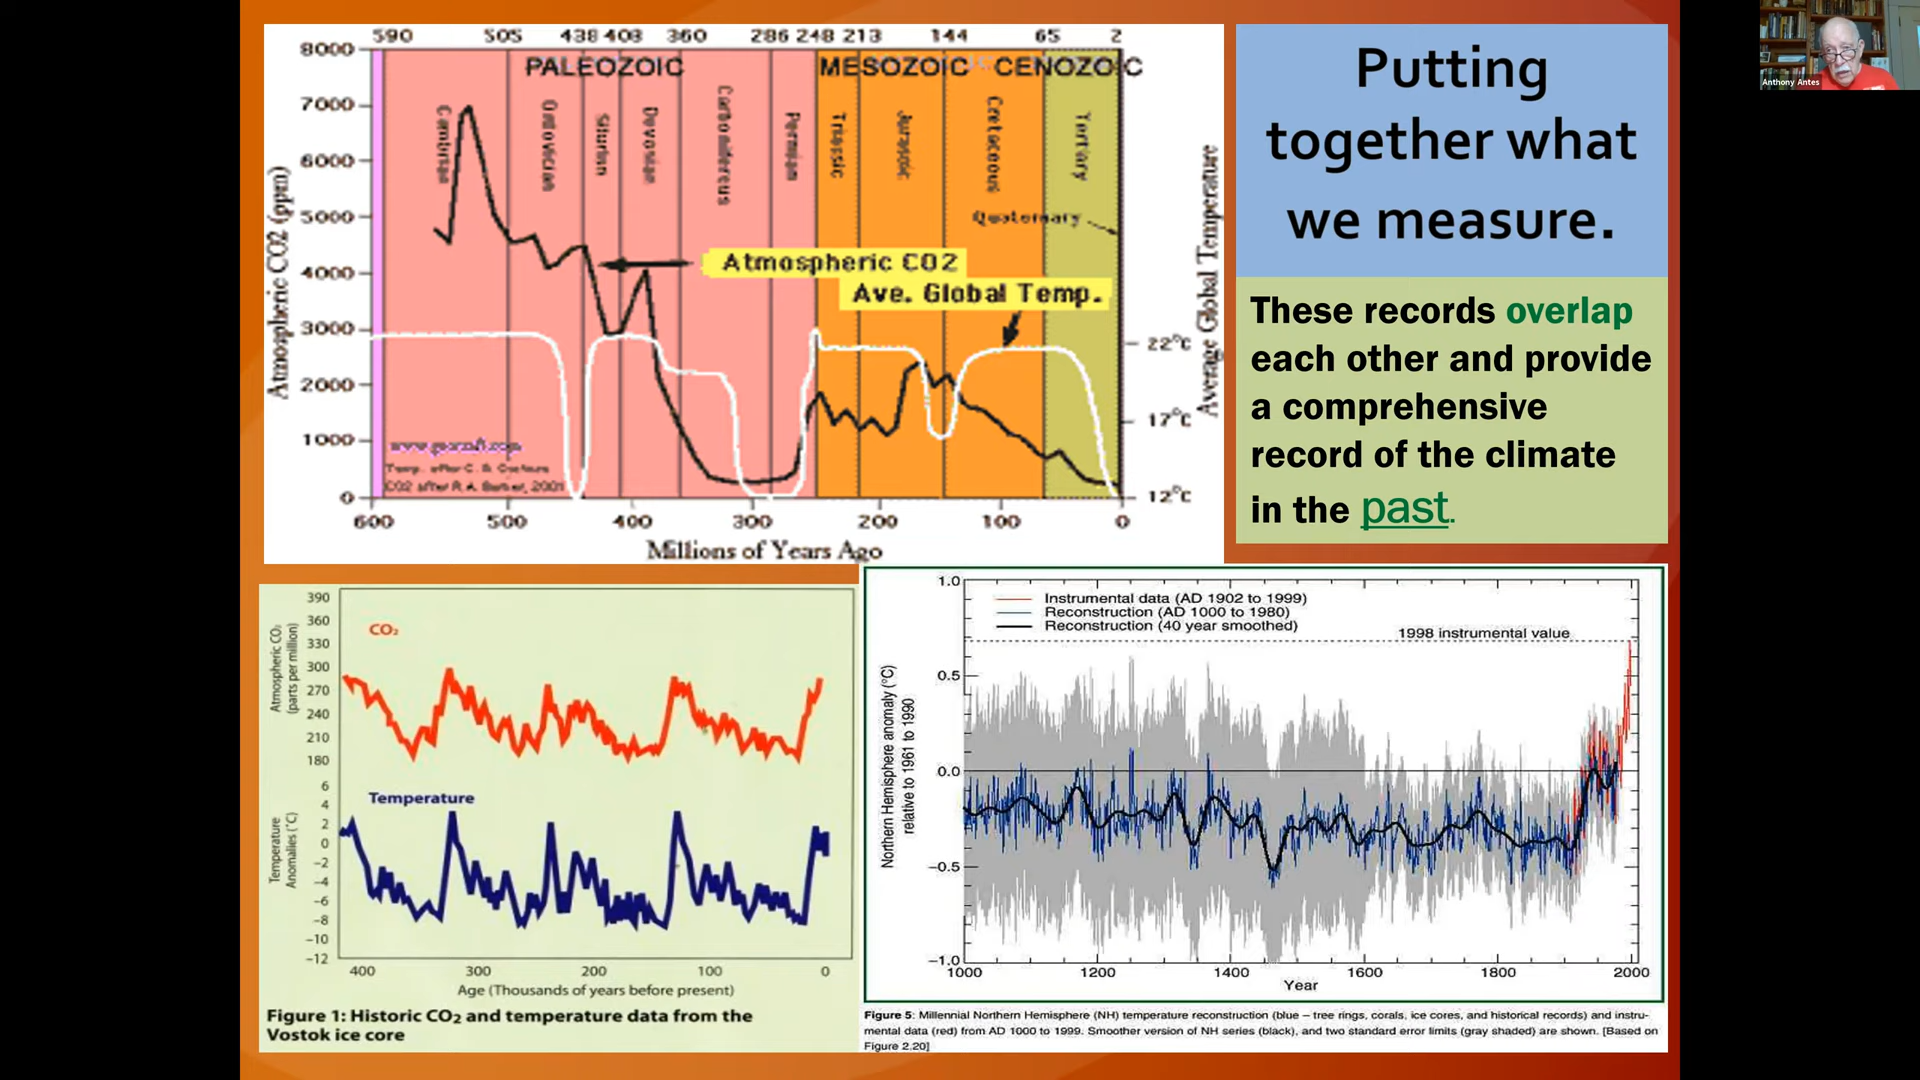 590 505 438 408 360 286 248 213 144 65 2
PALEOZOIC MESOZOIC CENOZOIC
Cambrian Ordovician Silurian Devonian Carboniferous Permian Triassic Jurassic Cretaceous Tertiary
Quaternary
Atmospheric CO2
Ave. Global Temp.
Atmospheric CO2 (ppm)
8000
7000
6000
5000
4000
3000
2000
1000
0
Average Global Temperature
22°C
17°C
12°C
CO2 after R.A. Berner, 2001
600 500 400 300 200 100 0
Millions of Years Ago
Putting
together what
we measure.
These records overlap
each other and provide
a comprehensive
record of the climate
in the past.
Anthony Antes
Atmospheric CO₂
(parts per million)
390
360
330
300
270
240
210
180
CO₂
Temperature
Anomalies (°C)
6
4
2
0
−2
−4
−6
−8
−10
−12
Temperature
400 300 200 100 0
Age (Thousands of years before present)
Figure 1: Historic CO₂ and temperature data from the
Vostok ice core
Northern Hemisphere anomaly (°C)
relative to 1961 to 1990
1.0
0.5
0.0
−0.5
−1.0
Instrumental data (AD 1902 to 1999)
Reconstruction (AD 1000 to 1980)
Reconstruction (40 year smoothed)
1998 instrumental value
1000 1200 1400 1600 1800 2000
Year
Figure 5: Millennial Northern Hemisphere (NH) temperature reconstruction (blue – tree rings, corals, ice cores, and historical records) and instru-
mental data (red) from AD 1000 to 1999. Smoother version of NH series (black), and two standard error limits (gray shaded) are shown. [Based on
Figure 2.20]